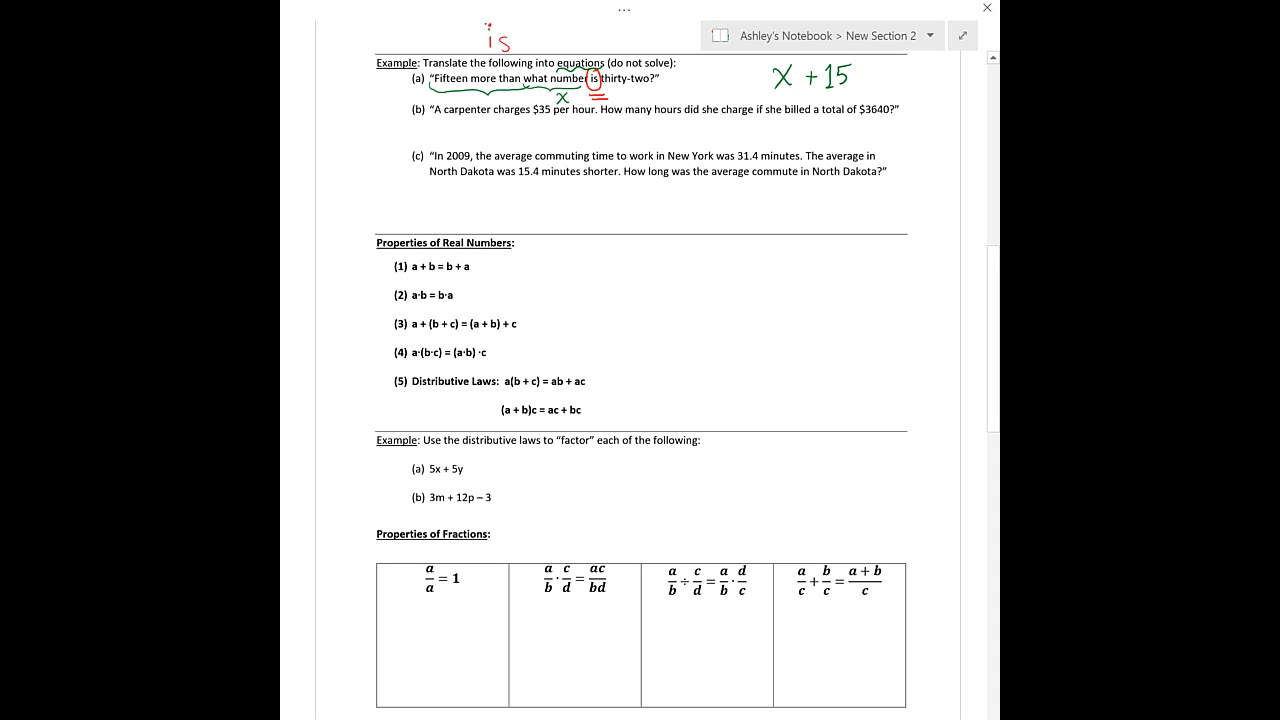 ...
Ashley's Notebook > New Section 2
is
Example: Translate the following into equations (do not solve):
(a) “Fifteen more than what number is thirty-two?”
x + 15
x
(b) “A carpenter charges $35 per hour. How many hours did she charge if she billed a total of $3640?”
(c) “In 2009, the average commuting time to work in New York was 31.4 minutes. The average in
North Dakota was 15.4 minutes shorter. How long was the average commute in North Dakota?”
Properties of Real Numbers:
(1) a + b = b + a
(2) a·b = b·a
(3) a + (b + c) = (a + b) + c
(4) a·(b·c) = (a·b) ·c
(5) Distributive Laws: a(b + c) = ab + ac
(a + b)c = ac + bc
Example: Use the distributive laws to “factor” each of the following:
(a) 5x + 5y
(b) 3m + 12p – 3
Properties of Fractions:
a/a = 1
a/b · c/d = ac/bd
a/b ÷ c/d = a/b · d/c
a/c + b/c = a + b/c